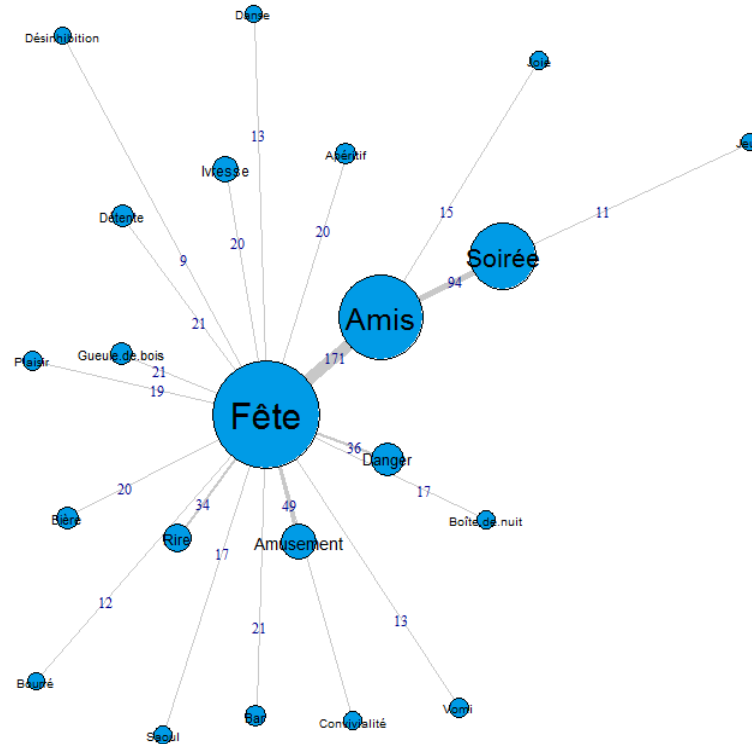 Danse
Désinhibition
Joie
13
Jeu
Apéritif
Ivresse
20
15
11
Détente
20
9
Soirée
94
Amis
21
171
Gueule.de.bois
Plaisir
21
19
Fête
36
Danger
20
17
34
49
Boîte.de.nuit
Bière
Rire
Amusement
17
13
12
21
Bourré
Vomi
Bar
Convivialité
Saoul